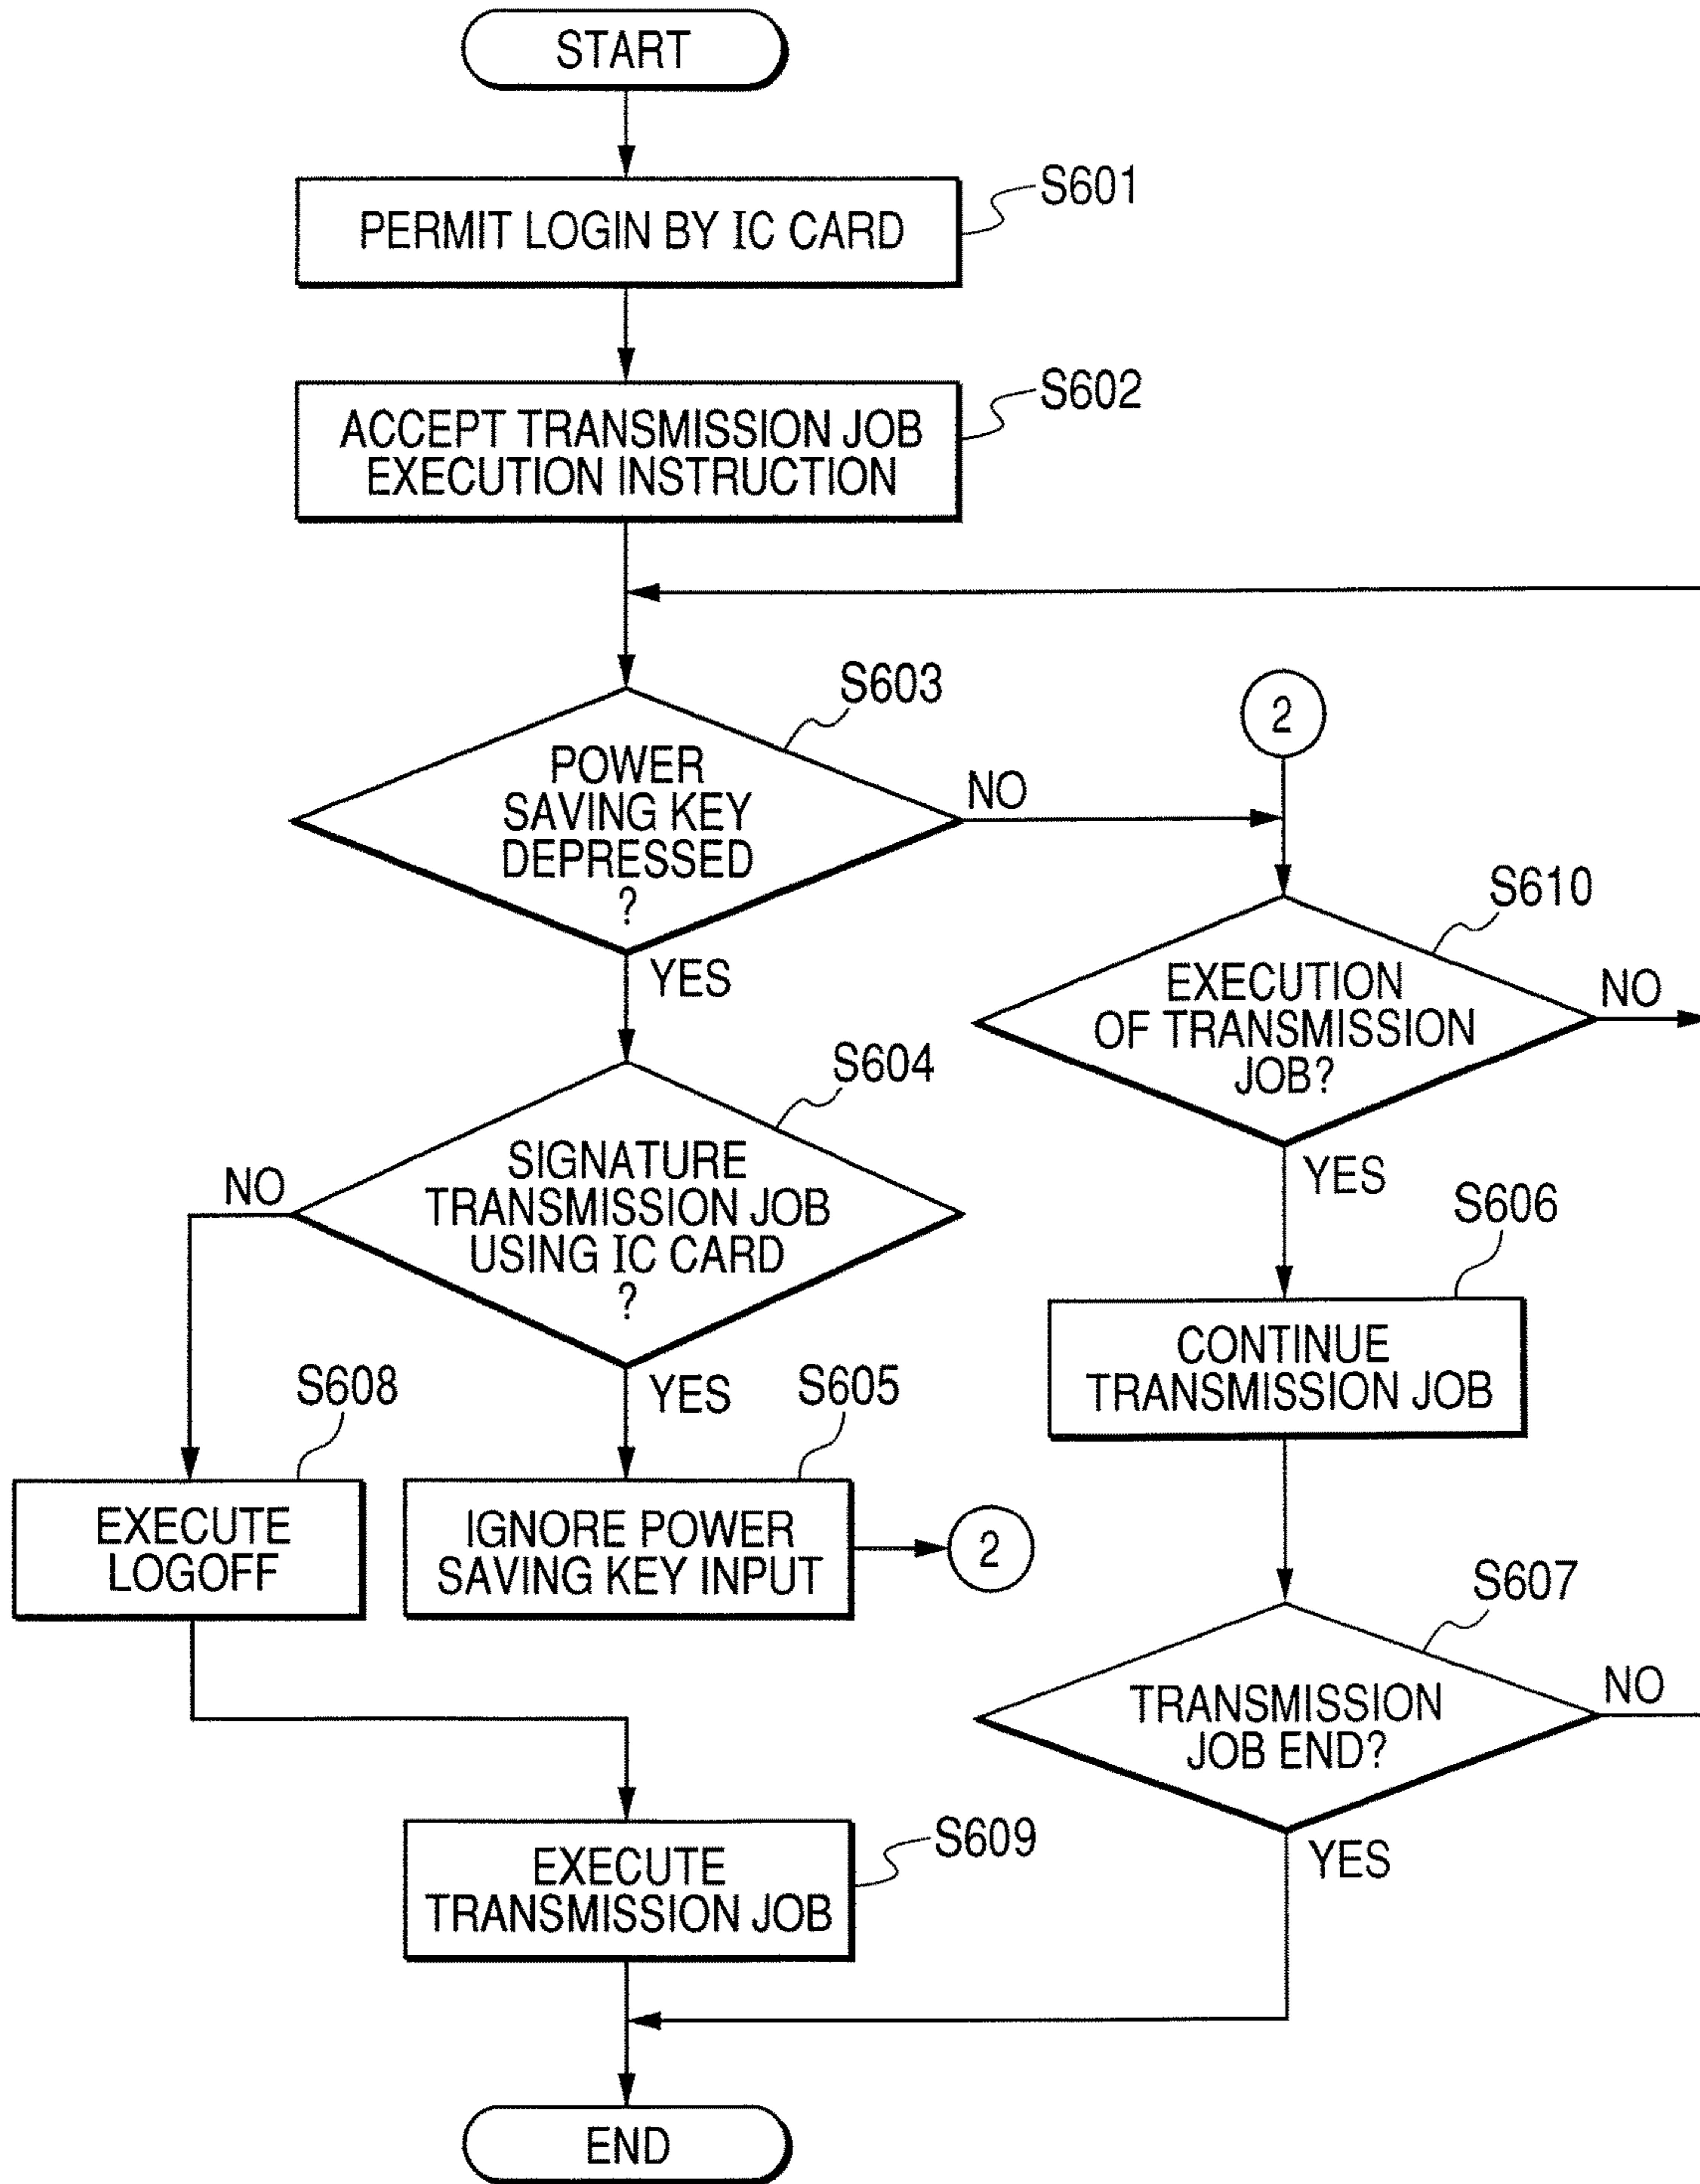 START
PERMIT LOGIN BY IC CARD
S601
ACCEPT TRANSMISSION JOB
EXECUTION INSTRUCTION
S602
POWER
SAVING KEY
DEPRESSED
?
S603
NO
YES
2
EXECUTION
OF TRANSMISSION
JOB?
S610
NO
YES
SIGNATURE
TRANSMISSION JOB
USING IC CARD
?
S604
NO
YES
CONTINUE
TRANSMISSION JOB
S606
EXECUTE
LOGOFF
S608
IGNORE POWER
SAVING KEY INPUT
S605
2
TRANSMISSION
JOB END?
S607
NO
YES
EXECUTE
TRANSMISSION JOB
S609
END